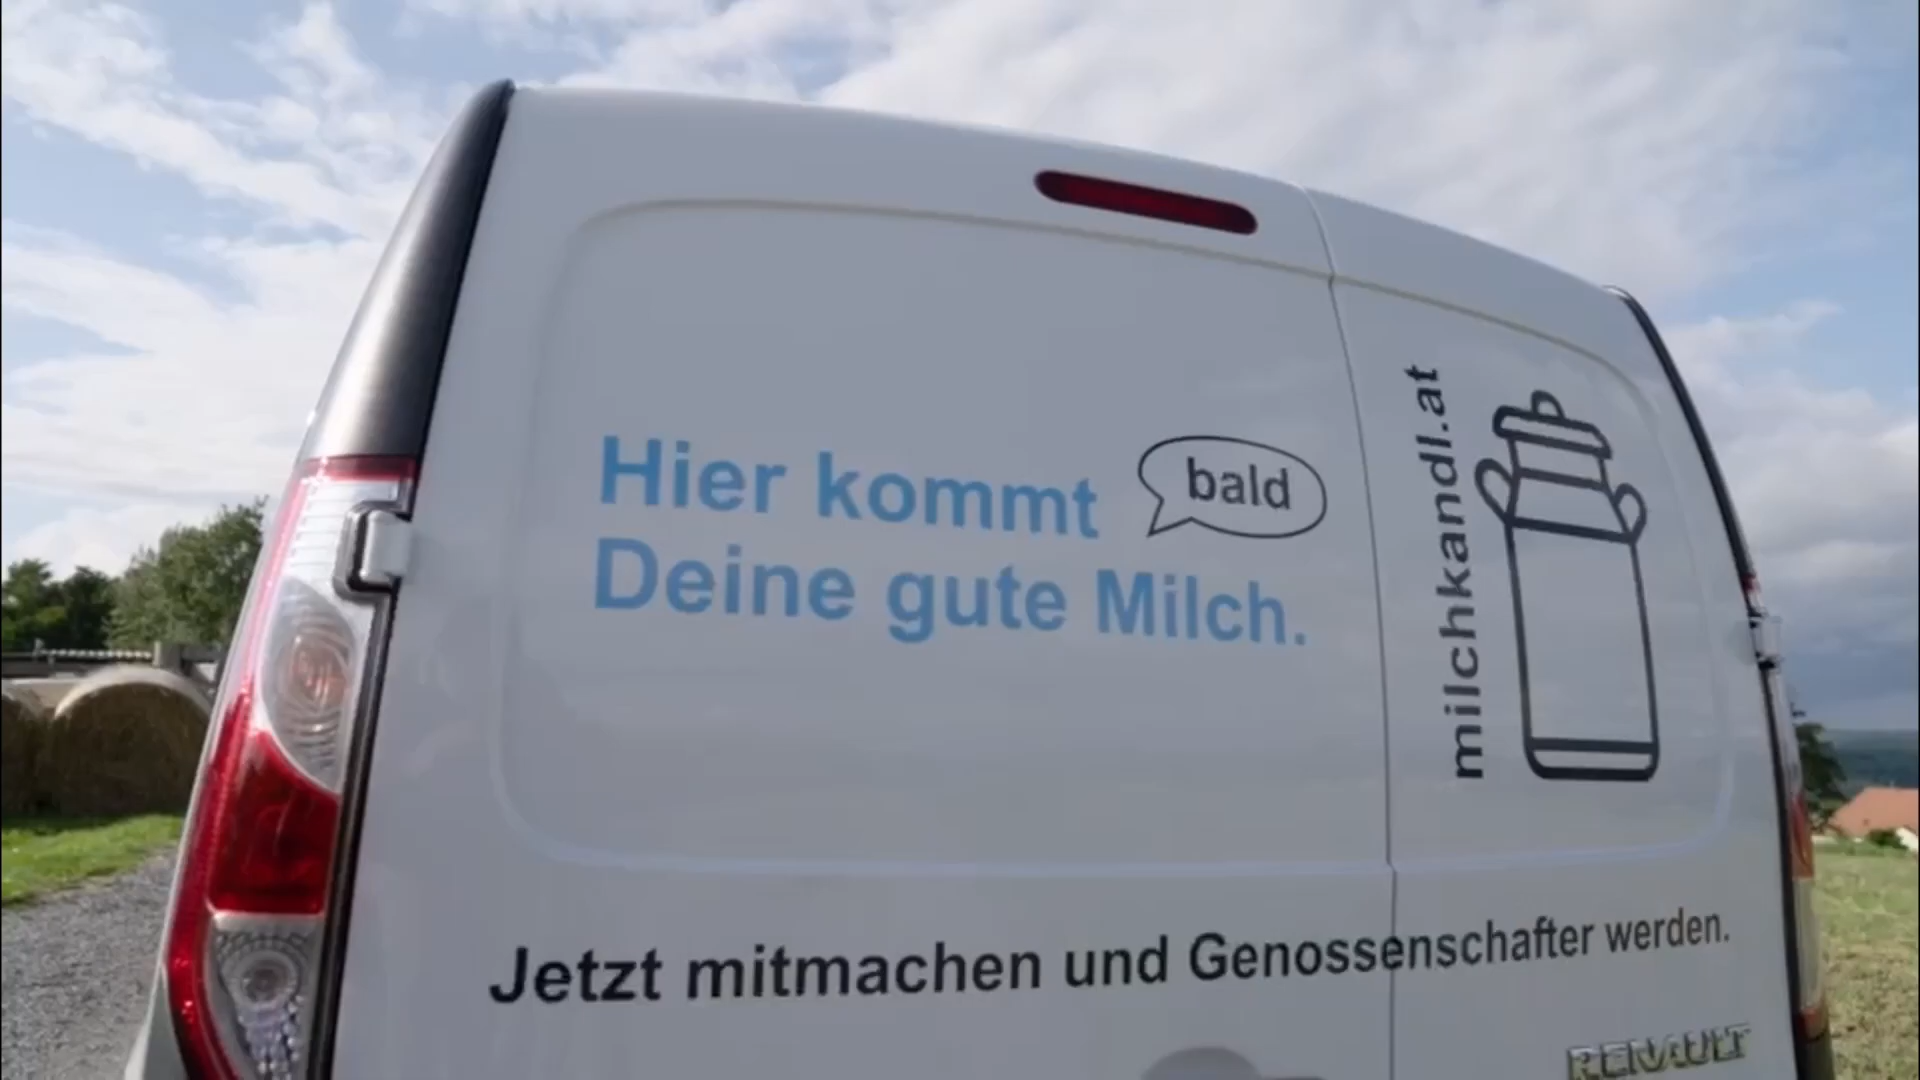 Hier kommt bald
Deine gute Milch.
milchkandl.at
Jetzt mitmachen und Genossenschafter werden.
RENAULT